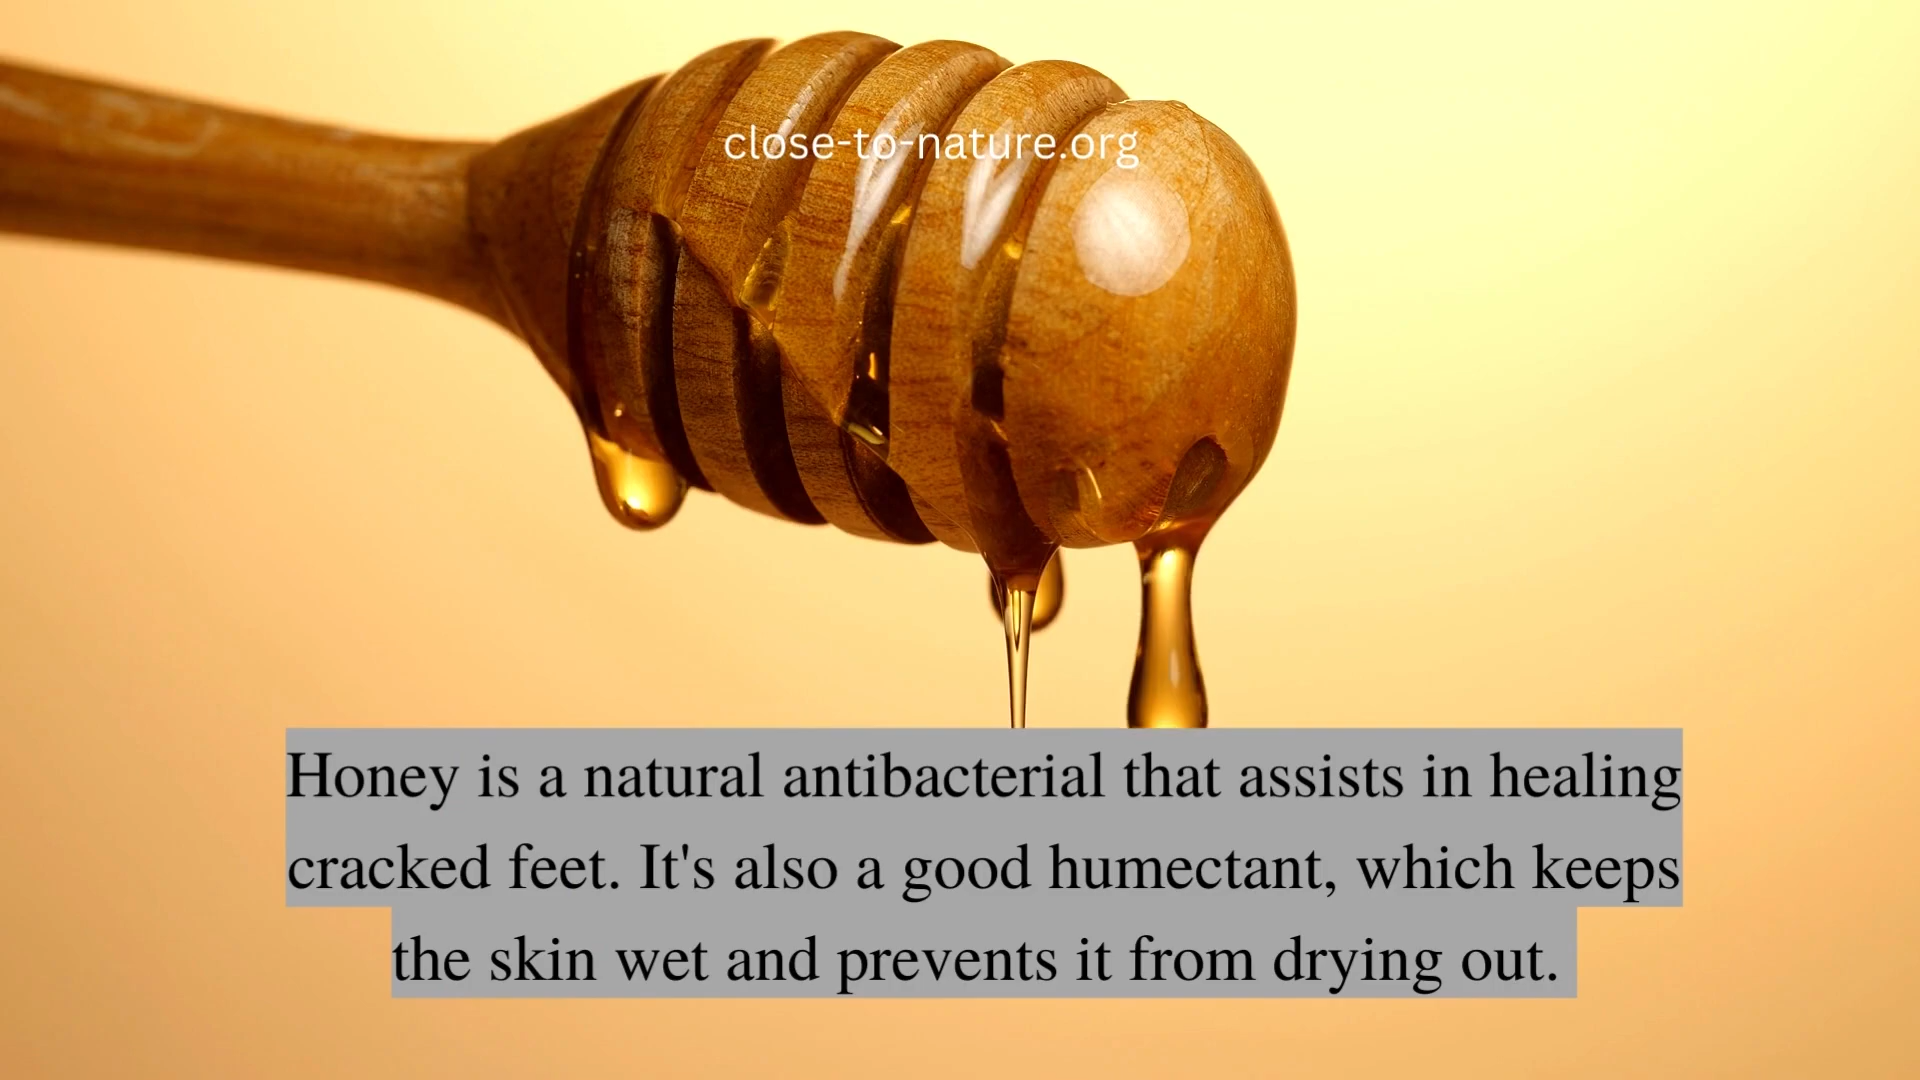 close-to-nature.org
Honey is a natural antibacterial that assists in healing
cracked feet. It's also a good humectant, which keeps
the skin wet and prevents it from drying out.